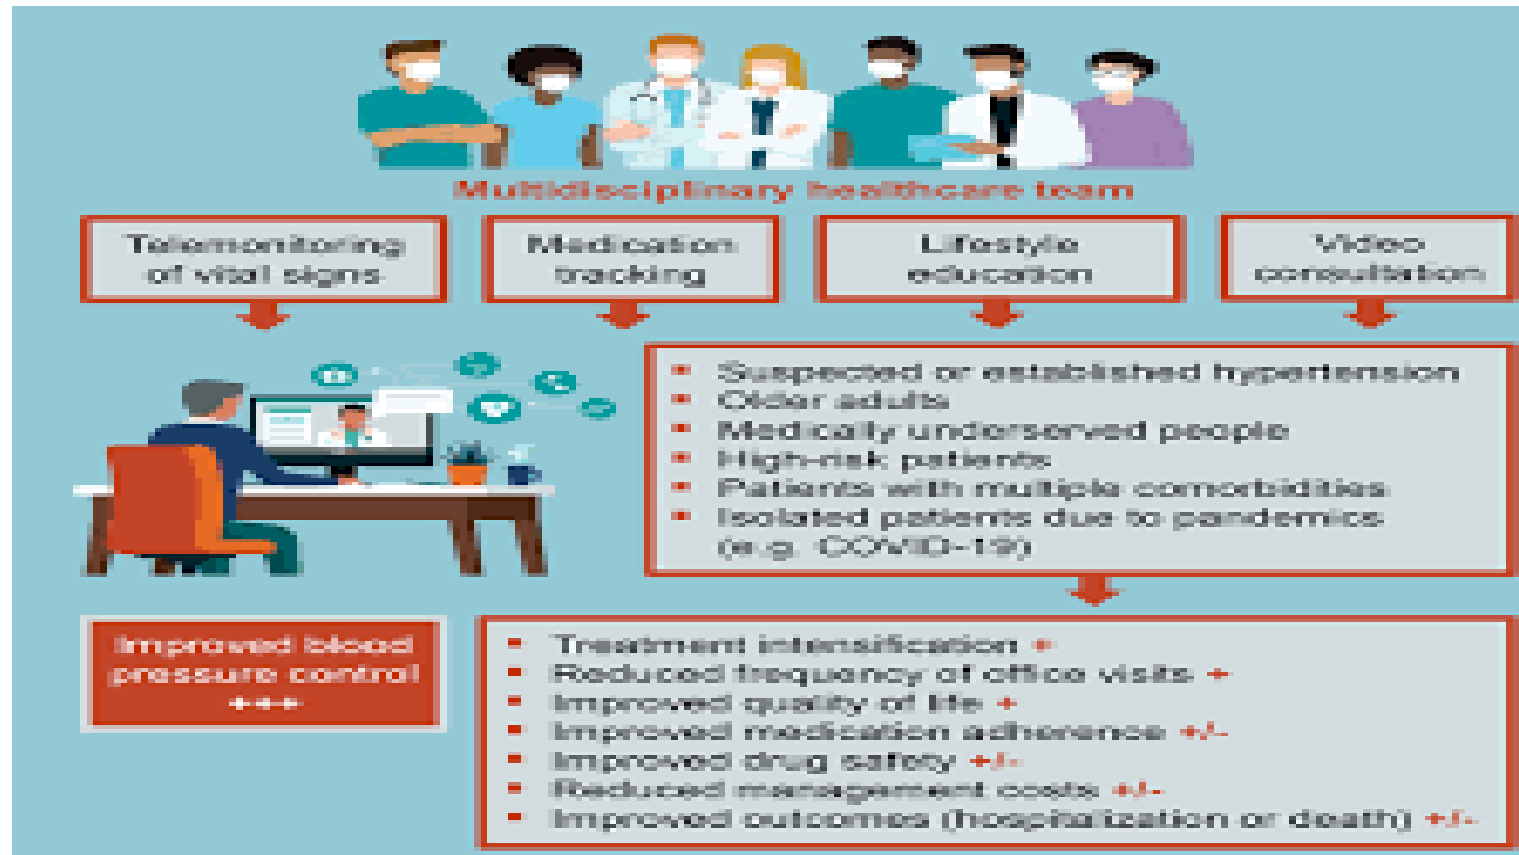 Multidisciplinary healthcare team
Telemonitoring
of vital signs
Medication
tracking
Lifestyle
education
Video
consultation
Suspected or established hypertension
Older adults
Medically underserved people
High-risk patients
Patients with multiple comorbidities
Isolated patients due to pandemics
(e.g. COVID-19)
Improved blood
pressure control
+++
Treatment intensification +
Reduced frequency of office visits +
Improved quality of life +
Improved medication adherence +/-
Improved drug safety +/-
Reduced management costs +/-
Improved outcomes (hospitalization or death) +/-